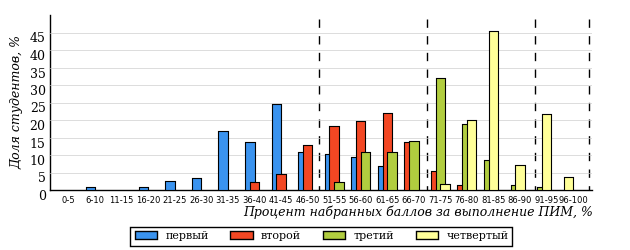 Доля студентов, %
45
40
35
30
25
20
15
10
5
0
0-5 6-10 11-15 16-20 21-25 26-30 31-35 36-40 41-45 46-50 51-55 56-60 61-65 66-70 71-75 76-80 81-85 86-90 91-95 96-100
Процент набранных баллов за выполнение ПИМ, %
первый второй третий четвертый